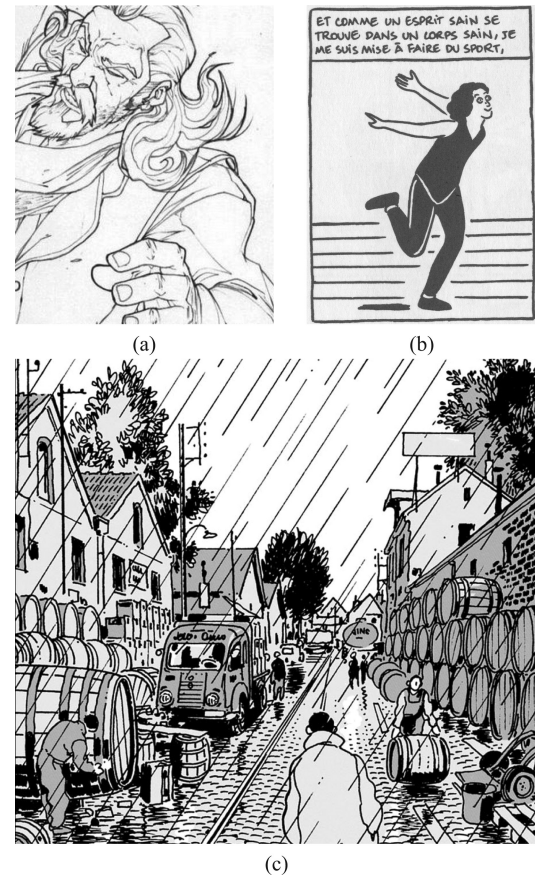 ET COMME UN ESPRIT SAIN SE
TROUVE DANS UN CORPS SAIN, JE
ME SUIS MISE À FAIRE DU SPORT,
(a)
(b)
(c)